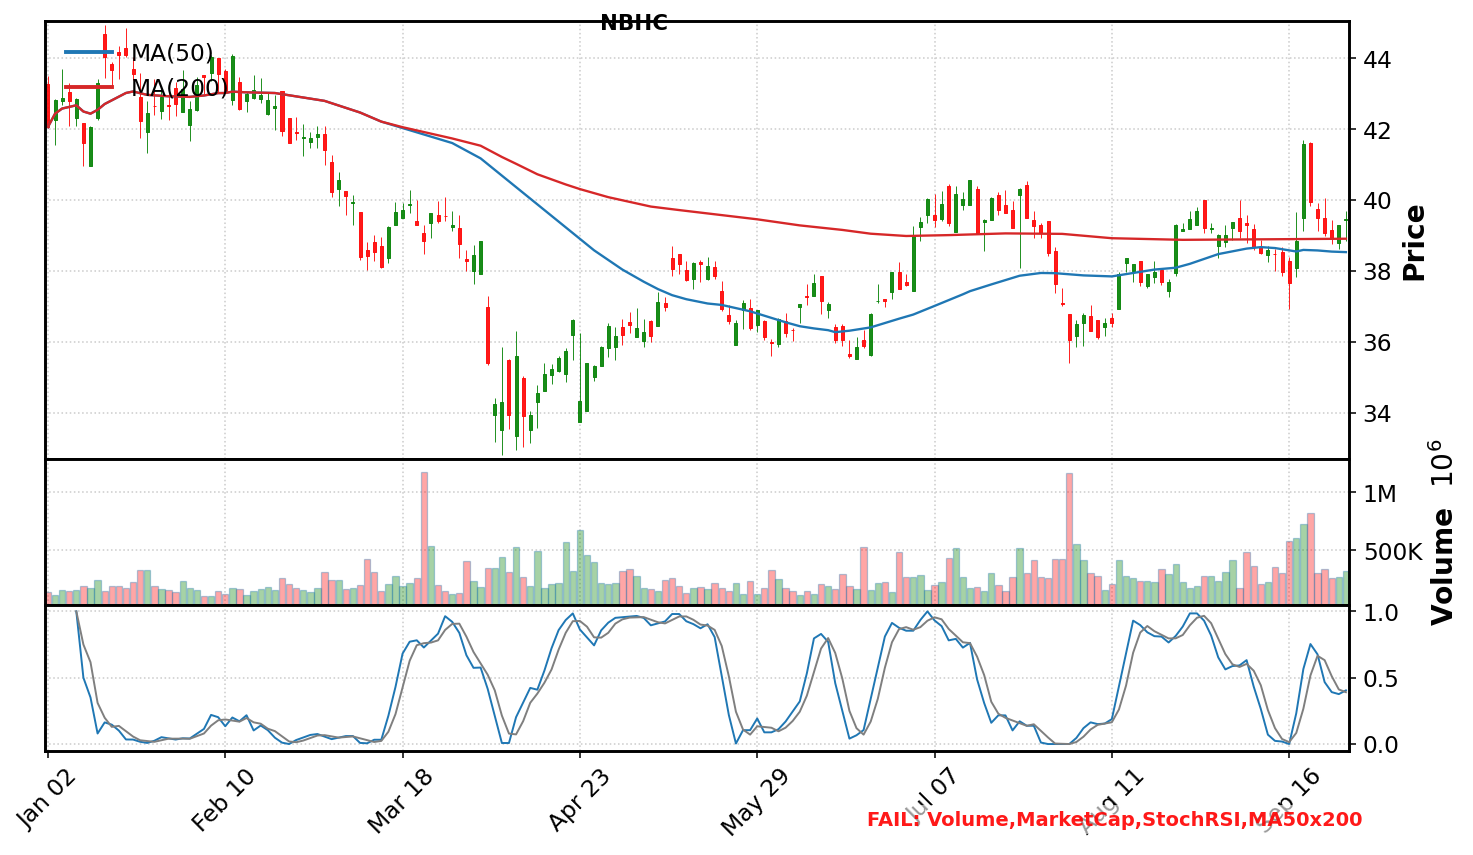 NBHC
MA(50)
MA(200)
44
42
40
38
36
34
Price
10⁶
1M
500K
Volume
1.0
0.5
0.0
Jan 02
Feb 10
Mar 18
Apr 23
May 29
Jul 07
Aug 11
Sep 16
FAIL: Volume,MarketCap,StochRSI,MA50x200